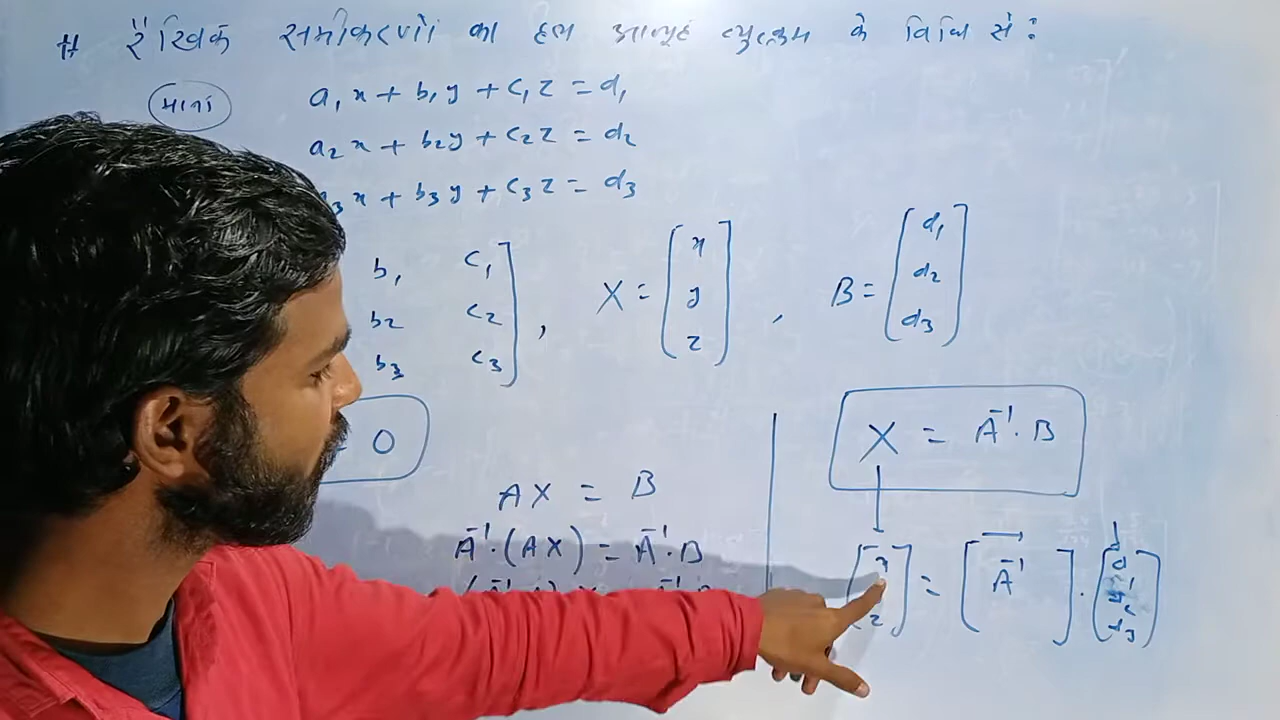 # रैखिक समीकरणों का हल आव्यूह व्युत्क्रम के विधि से:
माना
a₁x + b₁y + c₁z = d₁
a₂x + b₂y + c₂z = d₂
₃x + b₃y + c₃z = d₃
b₁ c₁
b₂ c₂
b₃ c₃
, X = [x y z] , B = [d₁ d₂ d₃]
0
X = A⁻¹. B
AX = B
A⁻¹.(AX) = A⁻¹.B
[x z] = [A⁻¹] . [d₃]